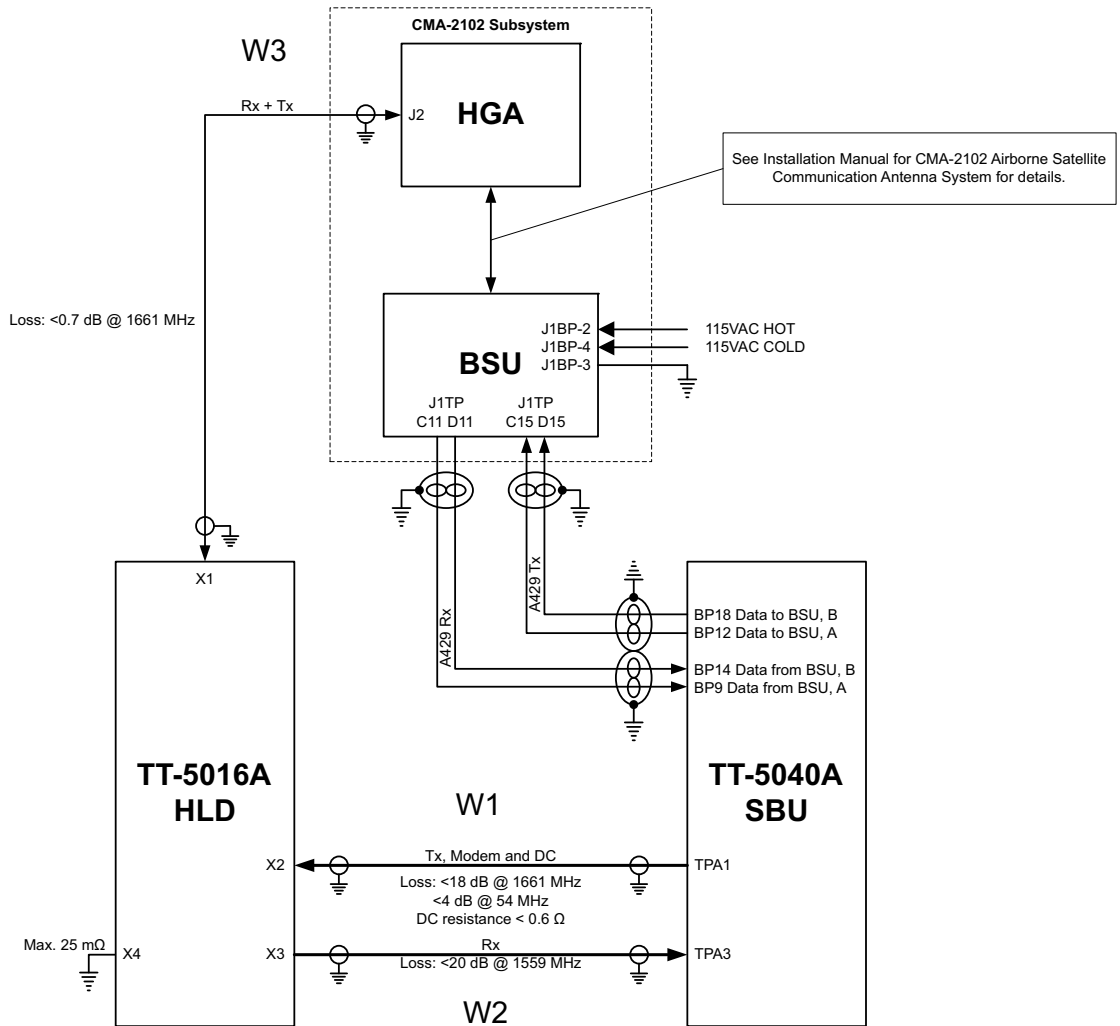 CMA-2102 Subsystem
W3
Rx + Tx
J2
HGA
See Installation Manual for CMA-2102 Airborne Satellite
Communication Antenna System for details.
Loss: <0.7 dB @ 1661 MHz
BSU
J1BP-2
115VAC HOT
J1BP-4
115VAC COLD
J1BP-3
J1TP
C11 D11
J1TP
C15 D15
X1
A429 Rx
A429 Tx
BP18 Data to BSU, B
BP12 Data to BSU, A
BP14 Data from BSU, B
BP9 Data from BSU, A
TT-5016A
HLD
TT-5040A
SBU
W1
X2
Tx, Modem and DC
TPA1
Loss: <18 dB @ 1661 MHz
<4 dB @ 54 MHz
DC resistance < 0.6 Ω
Max. 25 mΩ
X4
X3
Rx
TPA3
Loss: <20 dB @ 1559 MHz
W2